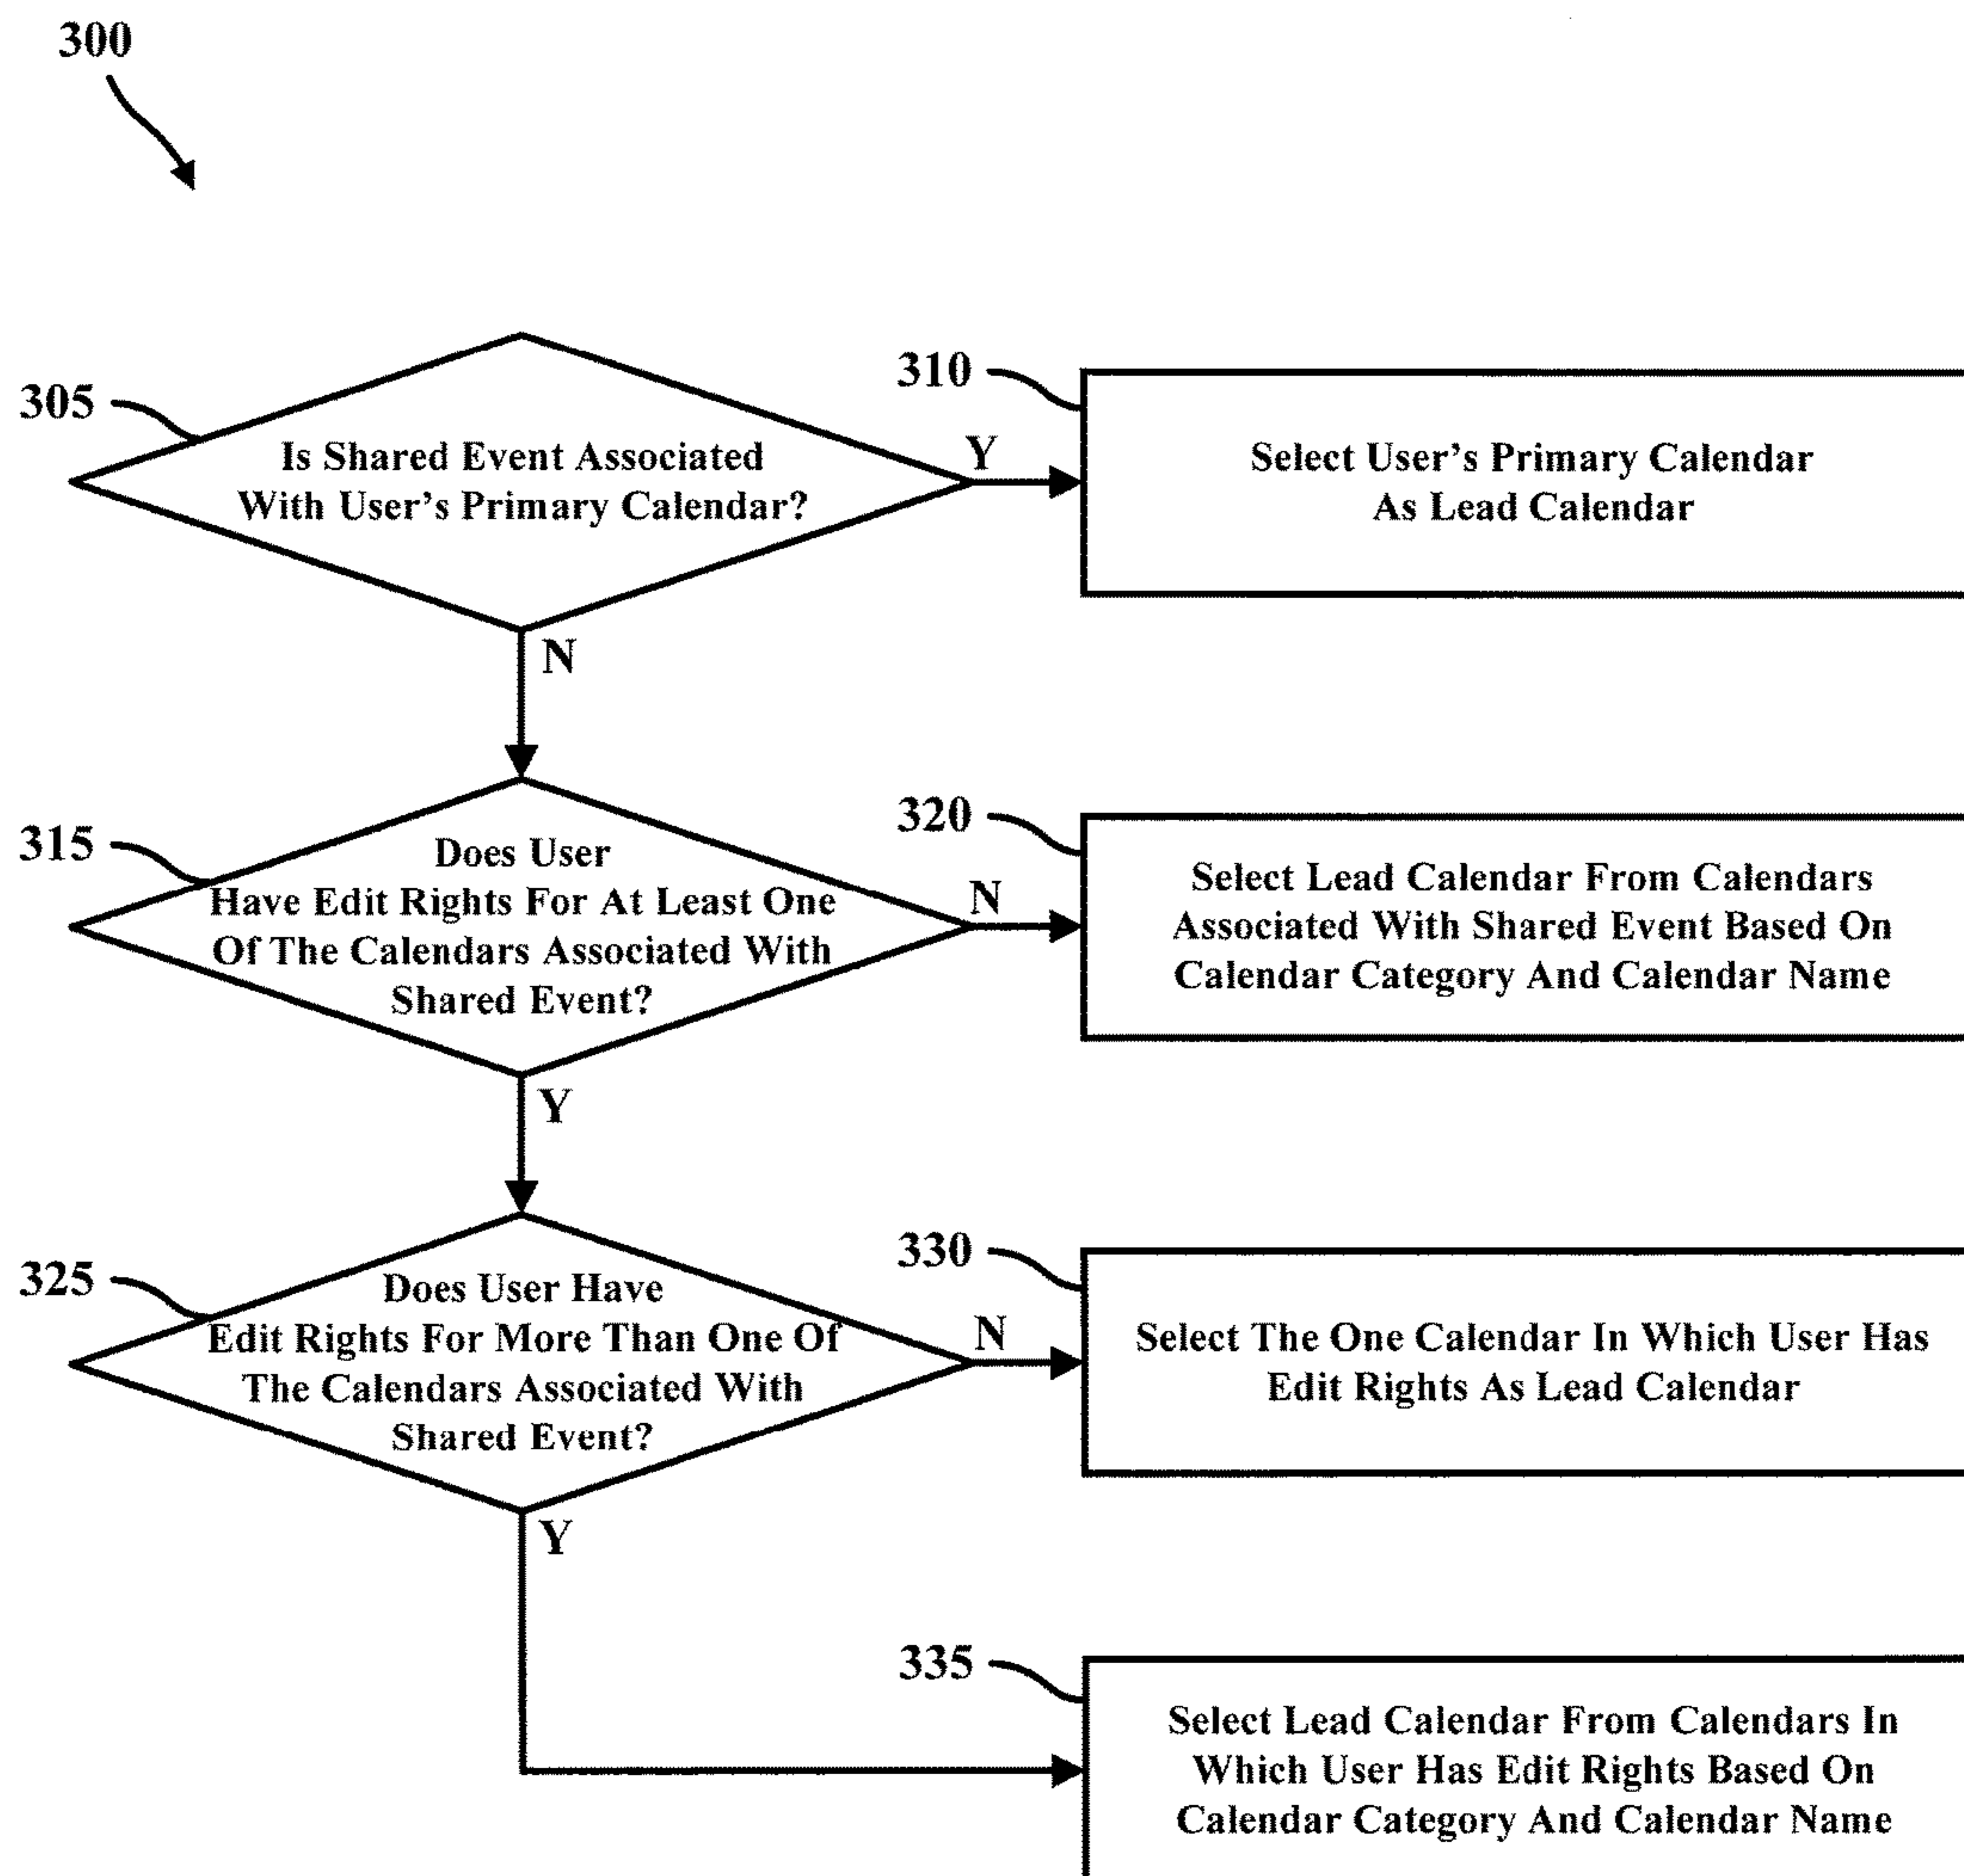 300
305
Is Shared Event Associated
With User's Primary Calendar?
Y
310
Select User's Primary Calendar
As Lead Calendar
N
315
Does User
Have Edit Rights For At Least One
Of The Calendars Associated With
Shared Event?
N
320
Select Lead Calendar From Calendars
Associated With Shared Event Based On
Calendar Category And Calendar Name
Y
325
Does User Have
Edit Rights For More Than One Of
The Calendars Associated With
Shared Event?
N
330
Select The One Calendar In Which User Has
Edit Rights As Lead Calendar
Y
335
Select Lead Calendar From Calendars In
Which User Has Edit Rights Based On
Calendar Category And Calendar Name